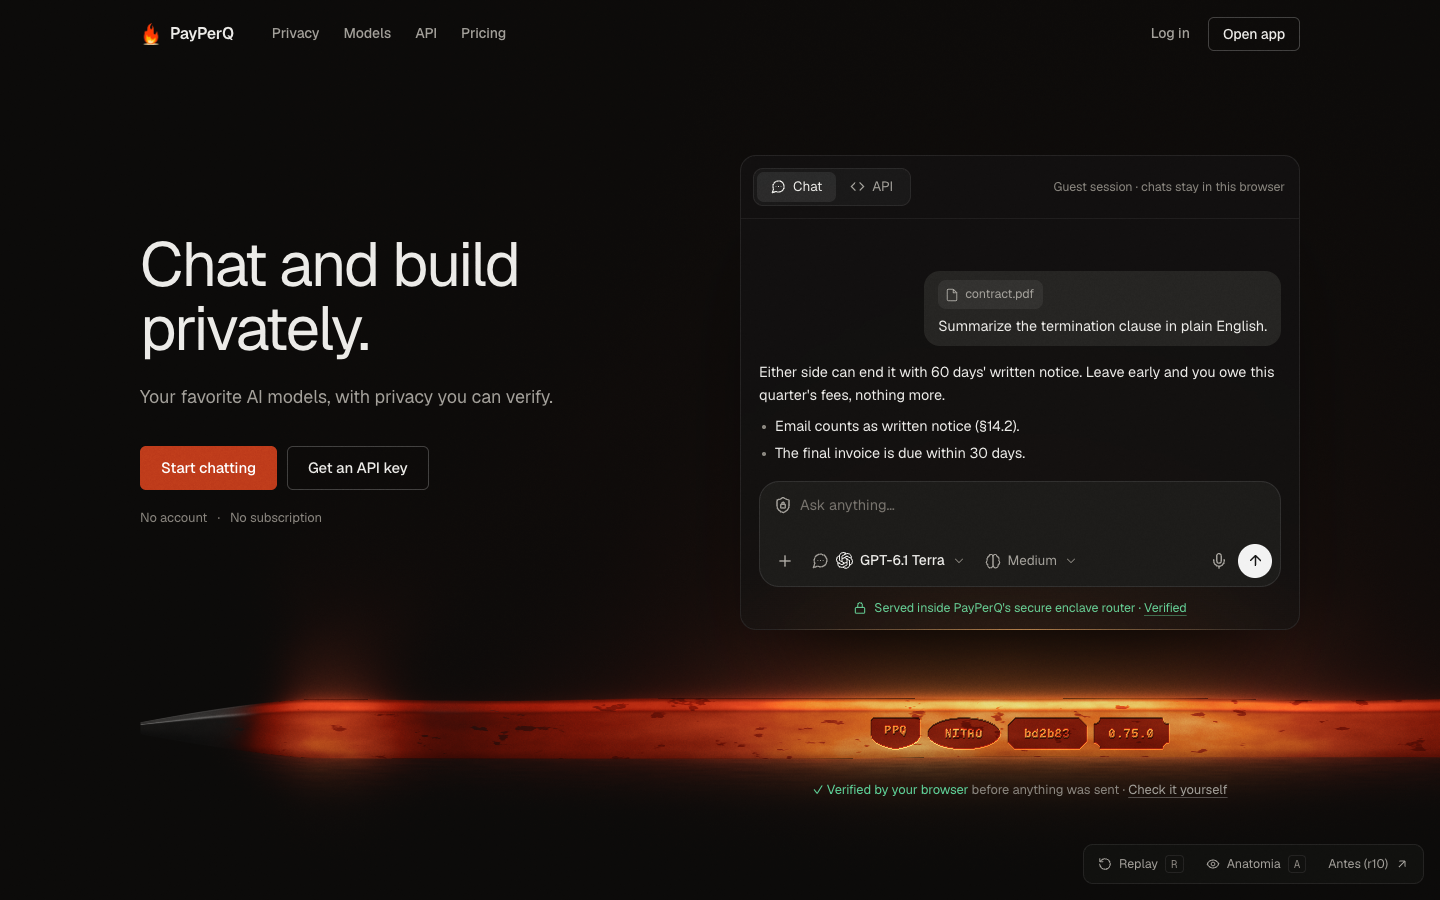 PayPerQ
Privacy
Models
API
Pricing
Log in
Open app
Chat and build
privately.
Your favorite AI models, with privacy you can verify.
Start chatting
Get an API key
No account · No subscription
Chat
API
Guest session · chats stay in this browser
contract.pdf
Summarize the termination clause in plain English.
Either side can end it with 60 days' written notice. Leave early and you owe this
quarter's fees, nothing more.
• Email counts as written notice (§14.2).
• The final invoice is due within 30 days.
Ask anything...
GPT-6.1 Terra
Medium
Served inside PayPerQ's secure enclave router · Verified
PPQ
NITRO
bd2b83
0.75.0
✓ Verified by your browser before anything was sent · Check it yourself
Replay R
Anatomia A
Antes (r10) ↗